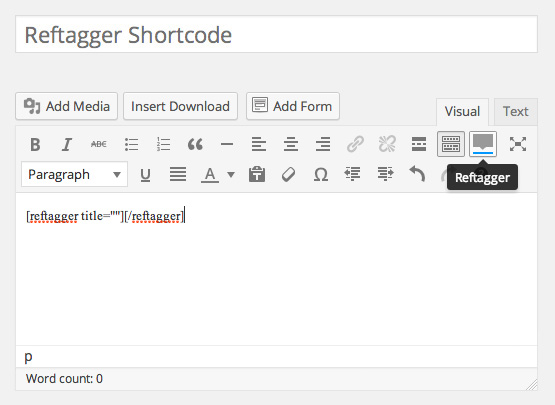 Reftagger Shortcode
Add Media Insert Download Add Form
Visual Text
B I ABC
Paragraph U A
Reftagger
[reftagger title=""][/reftagger]
p
Word count: 0